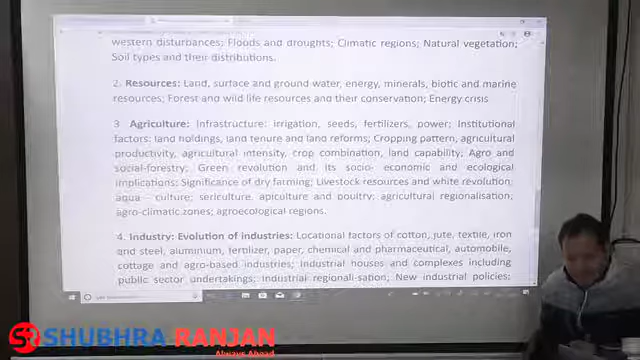 western disturbances; Floods and droughts; Climatic regions; Natural vegetation;
Soil types and their distributions.
2. Resources: Land, surface and ground water, energy, minerals, biotic and marine
resources; Forest and wild life resources and their conservation; Energy crisis
3 Agriculture: Infrastructure: irrigation, seeds, fertilizers, power; Institutional
factors: land holdings, land tenure and land reforms; Cropping pattern, agricultural
productivity, agricultural intensity, crop combination, land capability; Agro and
social-forestry; Green revolution and its socio- economic and ecological
implications; Significance of dry farming; Livestock resources and white revolution;
aqua - culture; sericulture, apiculture and poultry; agricultural regionalisation;
agro-climatic zones; agroecological regions.
4. Industry: Evolution of industries: Locational factors of cotton, jute, textile, iron
and steel, aluminium, fertilizer, paper, chemical and pharmaceutical, automobile,
cottage and agro-based industries; Industrial houses and complexes including
public sector undertakings; Industrial regionali-sation; New industrial policies;
SHUBHRA RANJAN
Always Ahead